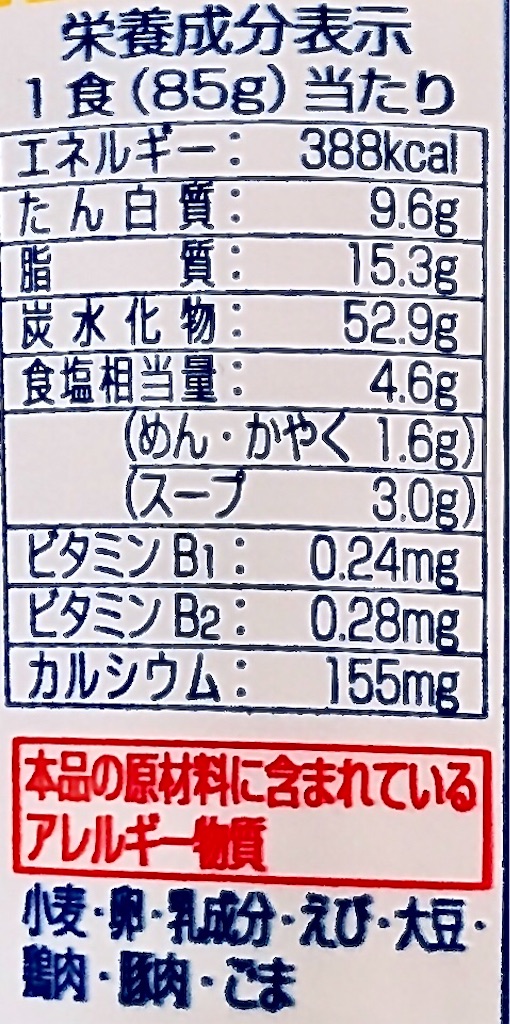 栄養成分表示
1食(85g)当たり
エネルギー: 388kcal
たん白質: 9.6g
脂質: 15.3g
炭水化物: 52.9g
食塩相当量: 4.6g
(めん・かやく 1.6g)
(スープ 3.0g)
ビタミンB1: 0.24mg
ビタミンB2: 0.28mg
カルシウム: 155mg
本品の原材料に含まれている
アレルギー物質
小麦・卵・乳成分・えび・大豆・
鶏肉・豚肉・ごま